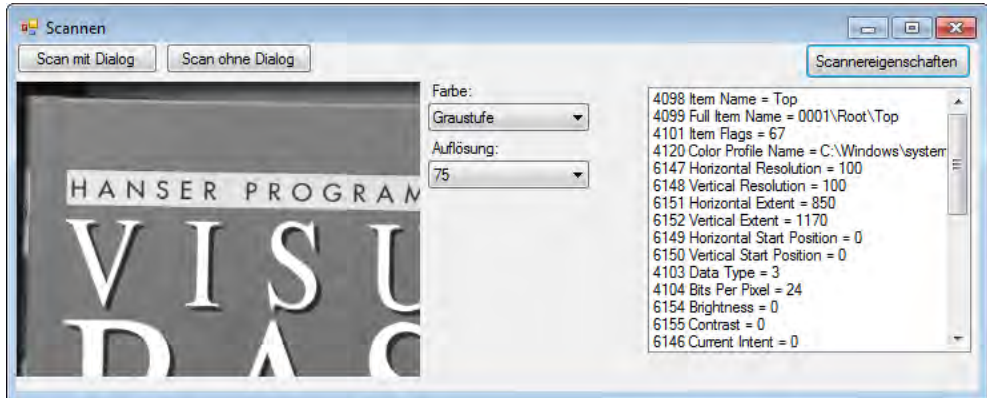 Scannen
Scan mit Dialog
Scan ohne Dialog
Scannereigenschaften
HANSER PROGRAM
VISU
BAS
Farbe:
Graustufe
Auflösung:
75
4098 Item Name = Top
4099 Full Item Name = 0001\Root\Top
4101 Item Flags = 67
4120 Color Profile Name = C:\Windows\system
6147 Horizontal Resolution = 100
6148 Vertical Resolution = 100
6151 Horizontal Extent = 850
6152 Vertical Extent = 1170
6149 Horizontal Start Position = 0
6150 Vertical Start Position = 0
4103 Data Type = 3
4104 Bits Per Pixel = 24
6154 Brightness = 0
6155 Contrast = 0
6146 Current Intent = 0